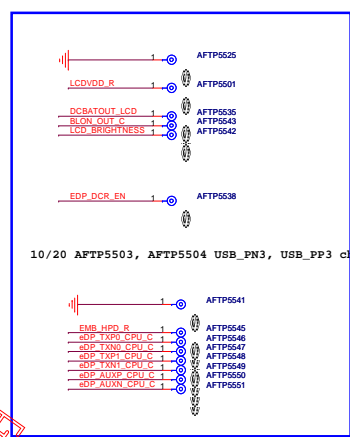 1 AFTP5525
LCDVDD_R 1 AFTP5501
DCBATOUT_LCD 1 AFTP5535
BLON_OUT_C 1 AFTP5543
LCD_BRIGHTNESS 1 AFTP5542
EDP_DCR_EN 1 AFTP5538
10/20 AFTP5503, AFTP5504 USB_PN3, USB_PP3 c
1 AFTP5541
EMB_HPD_R 1 AFTP5545
eDP_TXP0_CPU_C 1 AFTP5546
eDP_TXN0_CPU_C 1 AFTP5547
eDP_TXP1_CPU_C 1 AFTP5548
eDP_TXN1_CPU_C 1 AFTP5549
eDP_AUXP_CPU_C 1 AFTP5550
eDP_AUXN_CPU_C 1 AFTP5551